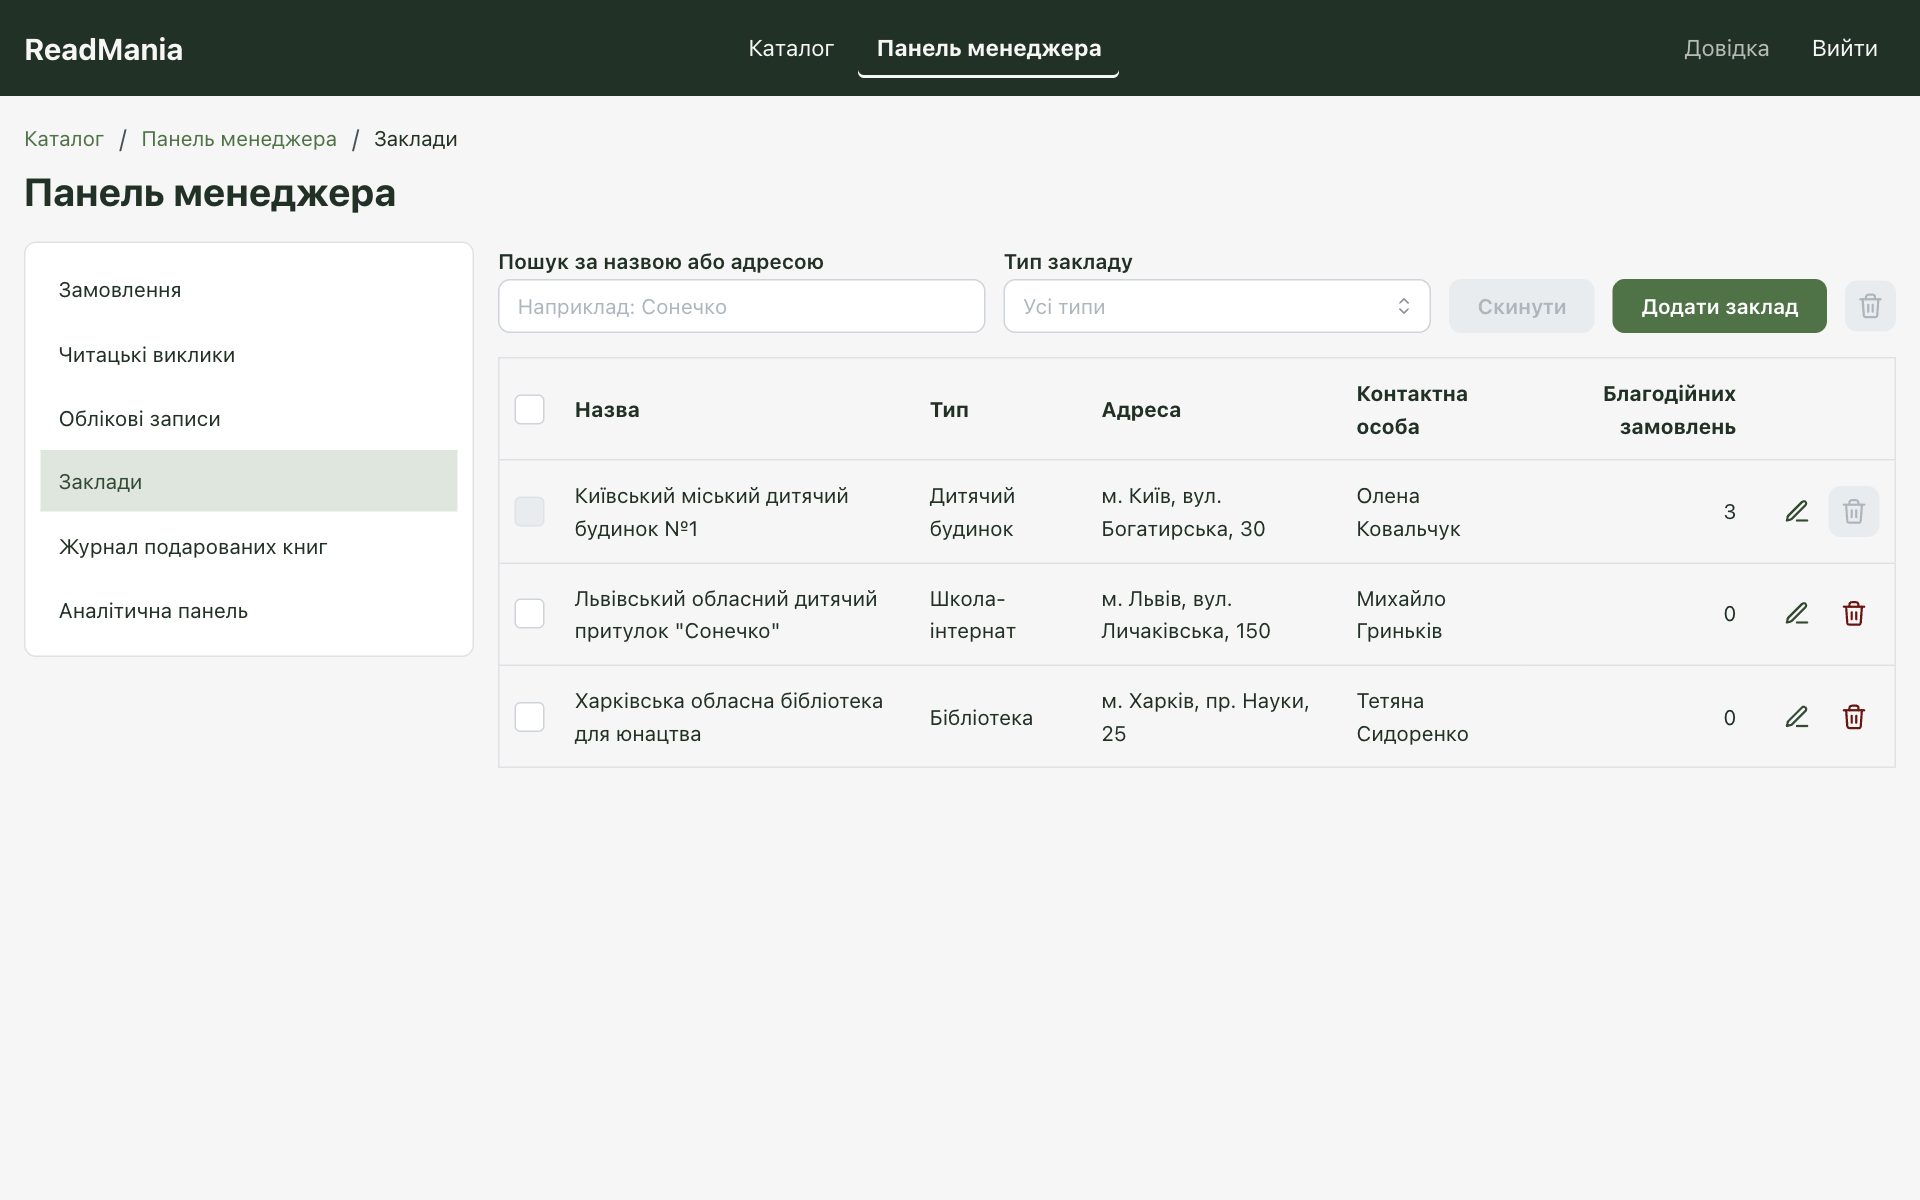 ReadMania
Каталог
Панель менеджера
Довідка
Вийти
Каталог / Панель менеджера / Заклади
Панель менеджера
Замовлення
Читацькі виклики
Облікові записи
Заклади
Журнал подарованих книг
Аналітична панель
Пошук за назвою або адресою
Наприклад: Сонечко
Тип закладу
Усі типи
Скинути
Додати заклад
Назва
Тип
Адреса
Контактна
особа
Благодійних
замовлень
Київський міський дитячий
будинок №1
Дитячий
будинок
м. Київ, вул.
Богатирська, 30
Олена
Ковальчук
3
Львівський обласний дитячий
притулок "Сонечко"
Школа-
інтернат
м. Львів, вул.
Личаківська, 150
Михайло
Гриньків
0
Харківська обласна бібліотека
для юнацтва
Бібліотека
м. Харків, пр. Науки,
25
Тетяна
Сидоренко
0